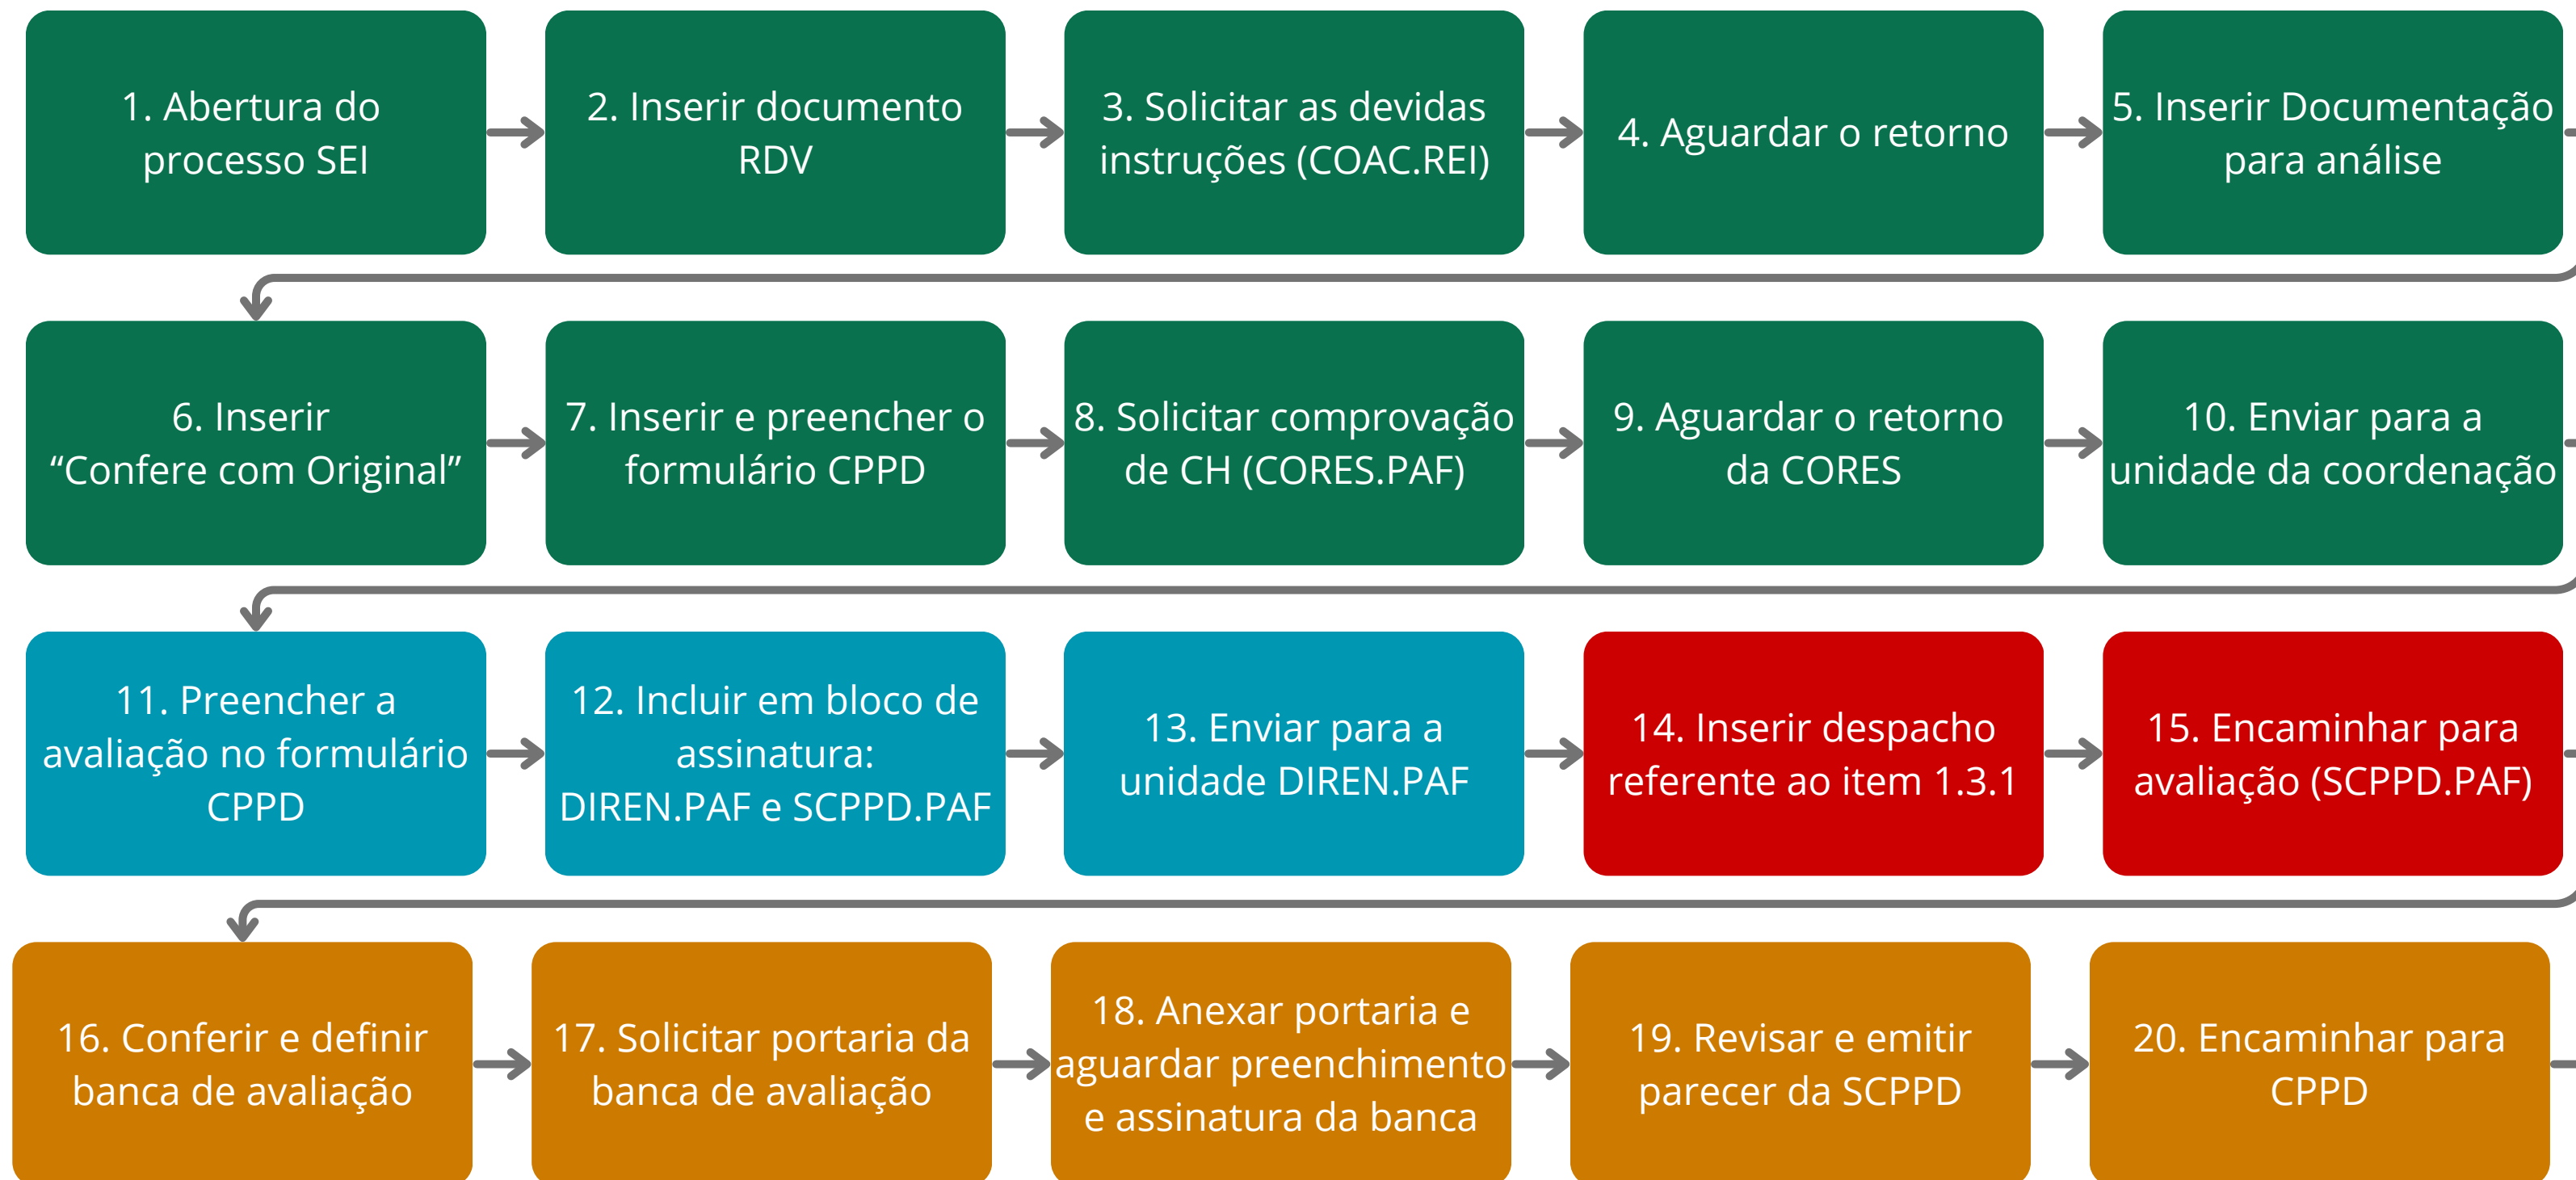 1. Abertura do
processo SEI
2. Inserir documento
RDV
3. Solicitar as devidas
instruções (COAC.REI)
4. Aguardar o retorno
5. Inserir Documentação
para análise
6. Inserir
“Confere com Original”
7. Inserir e preencher o
formulário CPPD
8. Solicitar comprovação
de CH (CORES.PAF)
9. Aguardar o retorno
da CORES
10. Enviar para a
unidade da coordenação
11. Preencher a
avaliação no formulário
CPPD
12. Incluir em bloco de
assinatura:
DIREN.PAF e SCPPD.PAF
13. Enviar para a
unidade DIREN.PAF
14. Inserir despacho
referente ao item 1.3.1
15. Encaminhar para
avaliação (SCPPD.PAF)
16. Conferir e definir
banca de avaliação
17. Solicitar portaria da
banca de avaliação
18. Anexar portaria e
aguardar preenchimento
e assinatura da banca
19. Revisar e emitir
parecer da SCPPD
20. Encaminhar para
CPPD